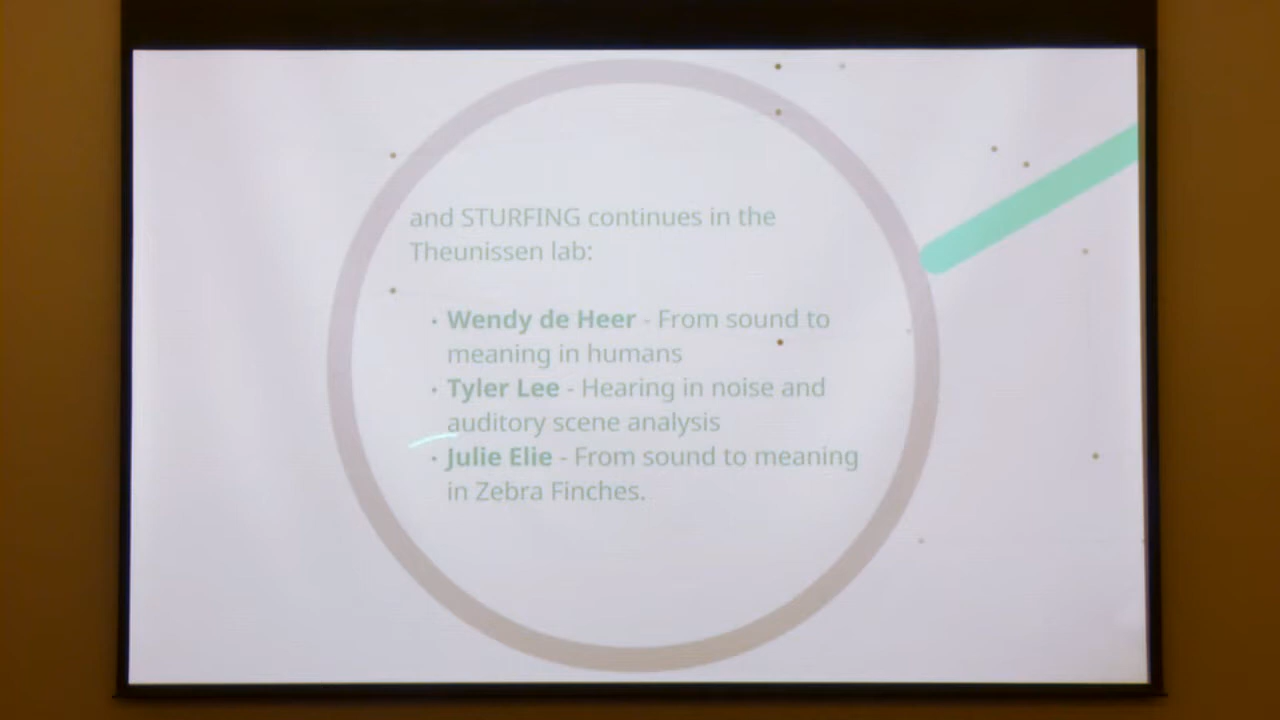 and STURFING continues in the
Theunissen lab:
• Wendy de Heer - From sound to
meaning in humans
• Tyler Lee - Hearing in noise and
auditory scene analysis
• Julie Elie - From sound to meaning
in Zebra Finches.